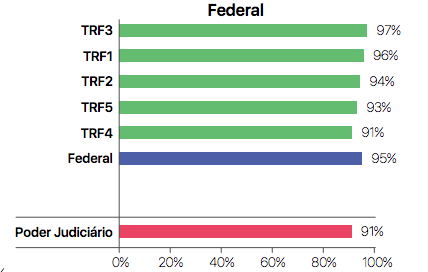 Federal
TRF3 97%
TRF1 96%
TRF2 94%
TRF5 93%
TRF4 91%
Federal 95%
Poder Judiciário 91%
0% 20% 40% 60% 80% 100%